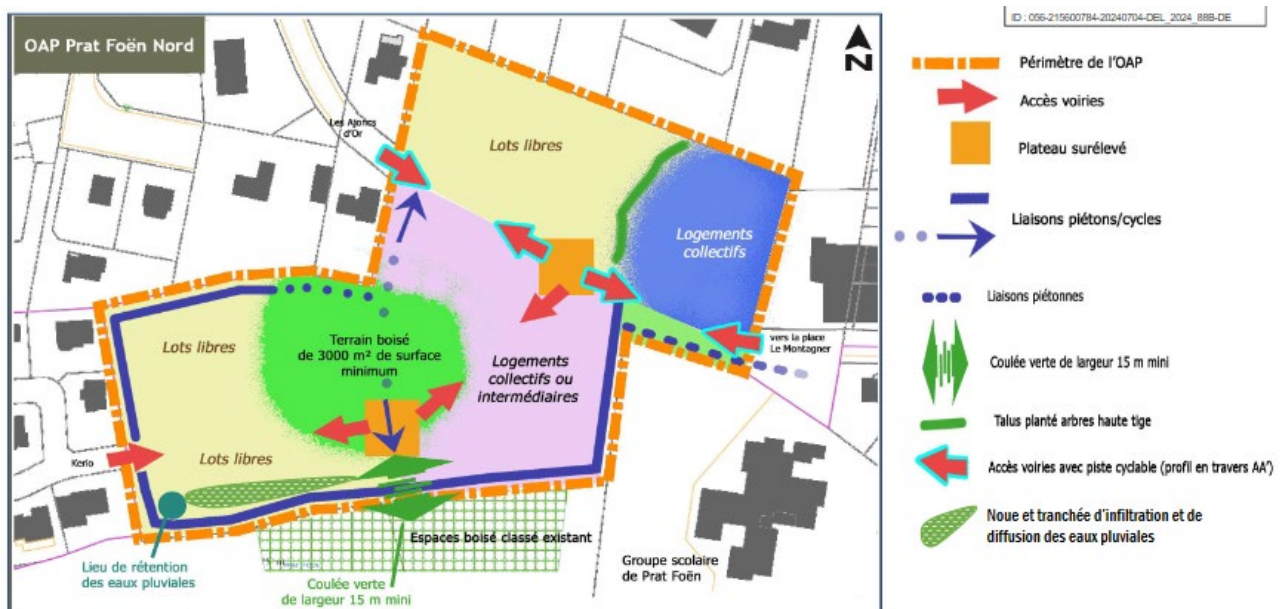 OAP Prat Foën Nord
N
Les Ajoncs
d'Or
Lots libres
Logements
collectifs
Lots libres
Terrain boisé
de 3000 m² de surface
minimum
vers la place
Le Montagner
Logements
collectifs ou
intermédiaires
Lots libres
Kerio
Espaces boisé classé existant
Lieu de rétention
des eaux pluviales
Coulée verte
de largeur 15 m mini
Groupe scolaire
de Prat Foën
ID : 056-215600784-20240704-DEL_2024_88B-DE
Périmètre de l'OAP
Accès voiries
Plateau surélevé
Liaisons piétons/cycles
Liaisons piétonnes
Coulée verte de largeur 15 m mini
Talus planté arbres haute tige
Accès voiries avec piste cyclable (profil en travers AA')
Noue et tranchée d'infiltration et de
diffusion des eaux pluviales